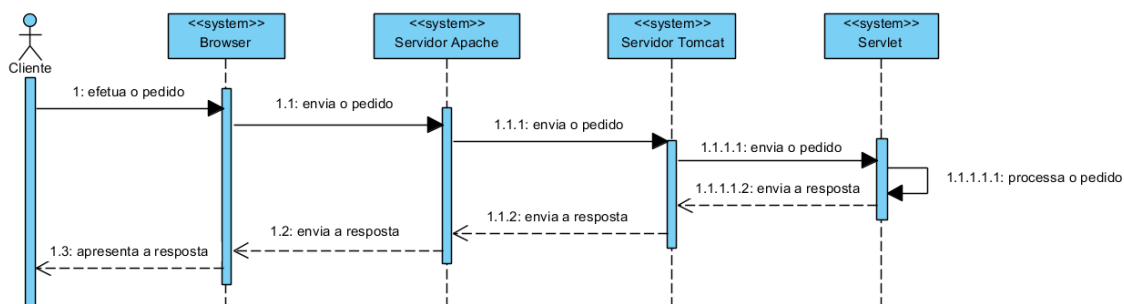 <<system>>
Browser
<<system>>
Servidor Apache
<<system>>
Servidor Tomcat
<<system>>
Servlet
Cliente
1: efetua o pedido
1.1: envia o pedido
1.1.1: envia o pedido
1.1.1.1: envia o pedido
1.1.1.1.1: processa o pedido
1.1.1.1.2: envia a resposta
1.1.2: envia a resposta
1.2: envia a resposta
1.3: apresenta a resposta